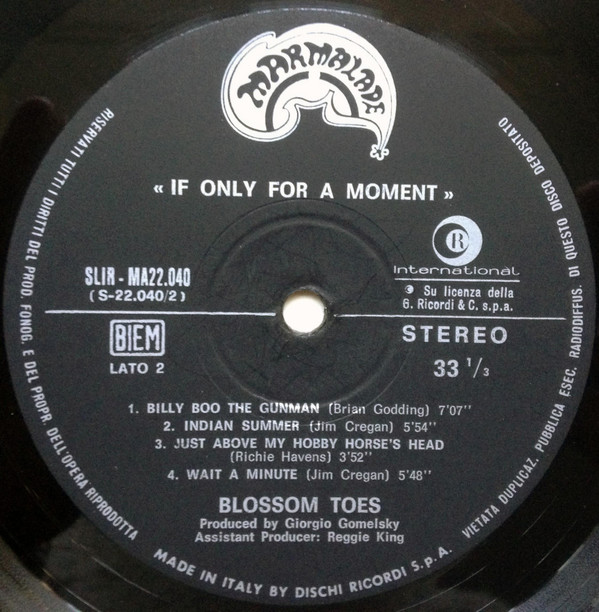 MARMALADE
« IF ONLY FOR A MOMENT »
R
international
SLIR - MA22.040
(S-22.040/2)
℗ Su licenza della
G. Ricordi & C. s.p.a.
BIEM
LATO 2
STEREO
33 1/3
1. BILLY BOO THE GUNMAN (Brian Godding) 7'07''
2. INDIAN SUMMER (Jim Cregan) 5'54''
3. JUST ABOVE MY HOBBY HORSE'S HEAD
(Richie Havens) 3'52''
4. WAIT A MINUTE (Jim Cregan) 5'48''
BLOSSOM TOES
Produced by Giorgio Gomelsky
Assistant Producer: Reggie King
RISERVATI TUTTI I DIRITTI DEL PROD. FONOG. E DEL PROPR. DELL'OPERA RIPRODOTTA
MADE IN ITALY BY DISCHI RICORDI S.p.A.
VIETATA DUPLICAZ. PUBBLICA ESEC. RADIODIFFUS. DI QUESTO DISCO DEPOSITATO